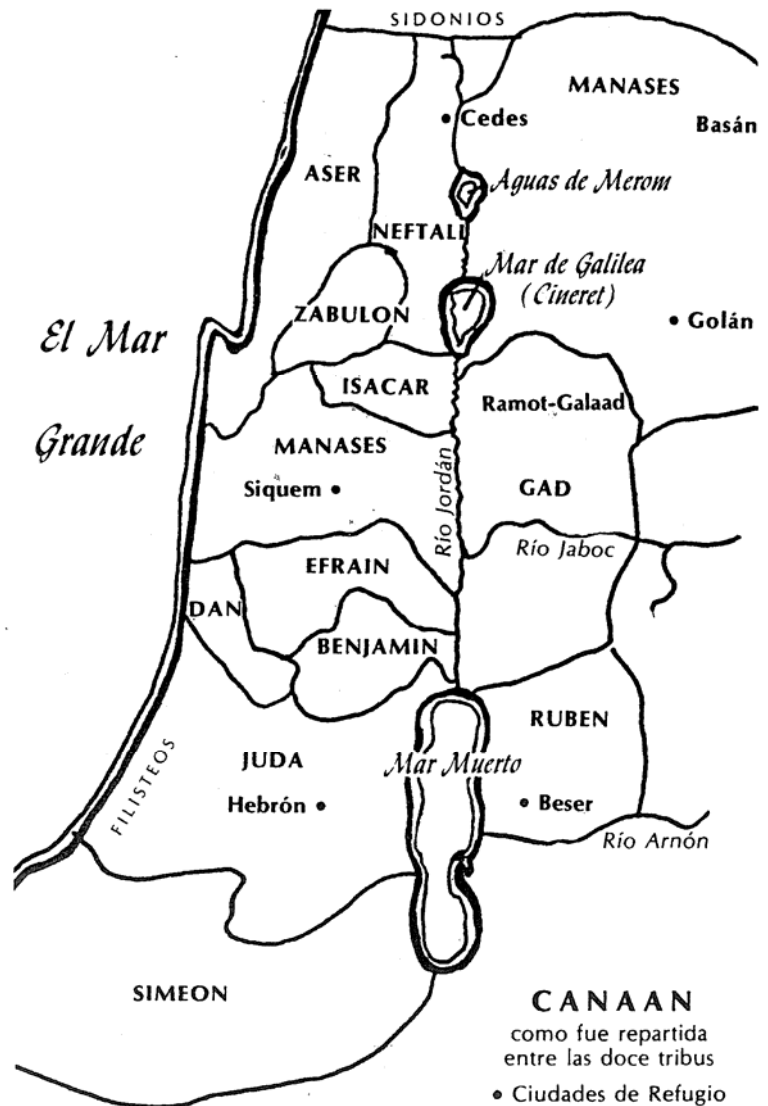 SIDONIOS
MANASES
Basán
Cedes
ASER
Aguas de Merom
NEFTALI
Mar de Galilea
(Cineret)
ZABULON
Golán
El Mar
Grande
ISACAR
Ramot-Galaad
MANASES
Siquem
GAD
Río Jordán
Río Jaboc
EFRAIN
DAN
BENJAMIN
RUBEN
JUDA
Mar Muerto
Hebrón
Beser
FILISTEOS
Río Arnón
SIMEON
CANAAN
como fue repartida
entre las doce tribus
• Ciudades de Refugio